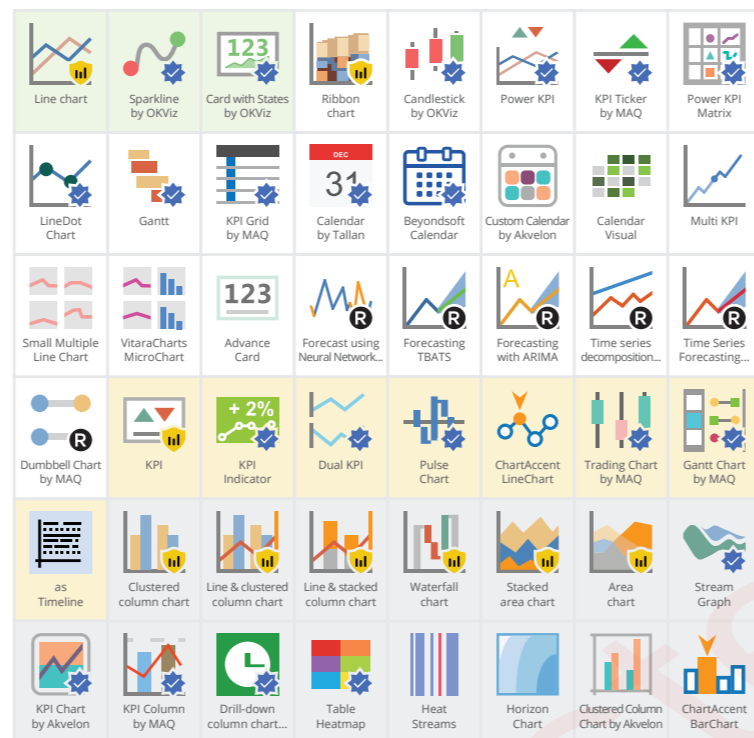 123
Line chart
Sparkline
by OKViz
Card with States
by OKViz
Ribbon
chart
Candlestick
by OKViz
Power KPI
KPI Ticker
by MAQ
Power KPI
Matrix
DEC
31
LineDot
Chart
Gantt
KPI Grid
by MAQ
Calendar
by Tallan
Beyondsoft
Calendar
Custom Calendar
by Akvelon
Calendar
Visual
Multi KPI
123
R
A
R
R
R
R
Small Multiple
Line Chart
VitaraCharts
MicroChart
Advance
Card
Forecast using
Neural Network...
Forecasting
TBATS
Forecasting
with ARIMA
Time series
decomposition...
Time Series
Forecasting...
R
+ 2%
Dumbbell Chart
by MAQ
KPI
KPI
Indicator
Dual KPI
Pulse
Chart
ChartAccent
LineChart
Trading Chart
by MAQ
Gantt Chart
by MAQ
as
Timeline
Clustered
column chart
Line & clustered
column chart
Line & stacked
column chart
Waterfall
chart
Stacked
area chart
Area
chart
Stream
Graph
KPI Chart
by Akvelon
KPI Column
by MAQ
Drill-down
column chart...
Table
Heatmap
Heat
Streams
Horizon
Chart
Clustered Column
Chart by Akvelon
ChartAccent
BarChart